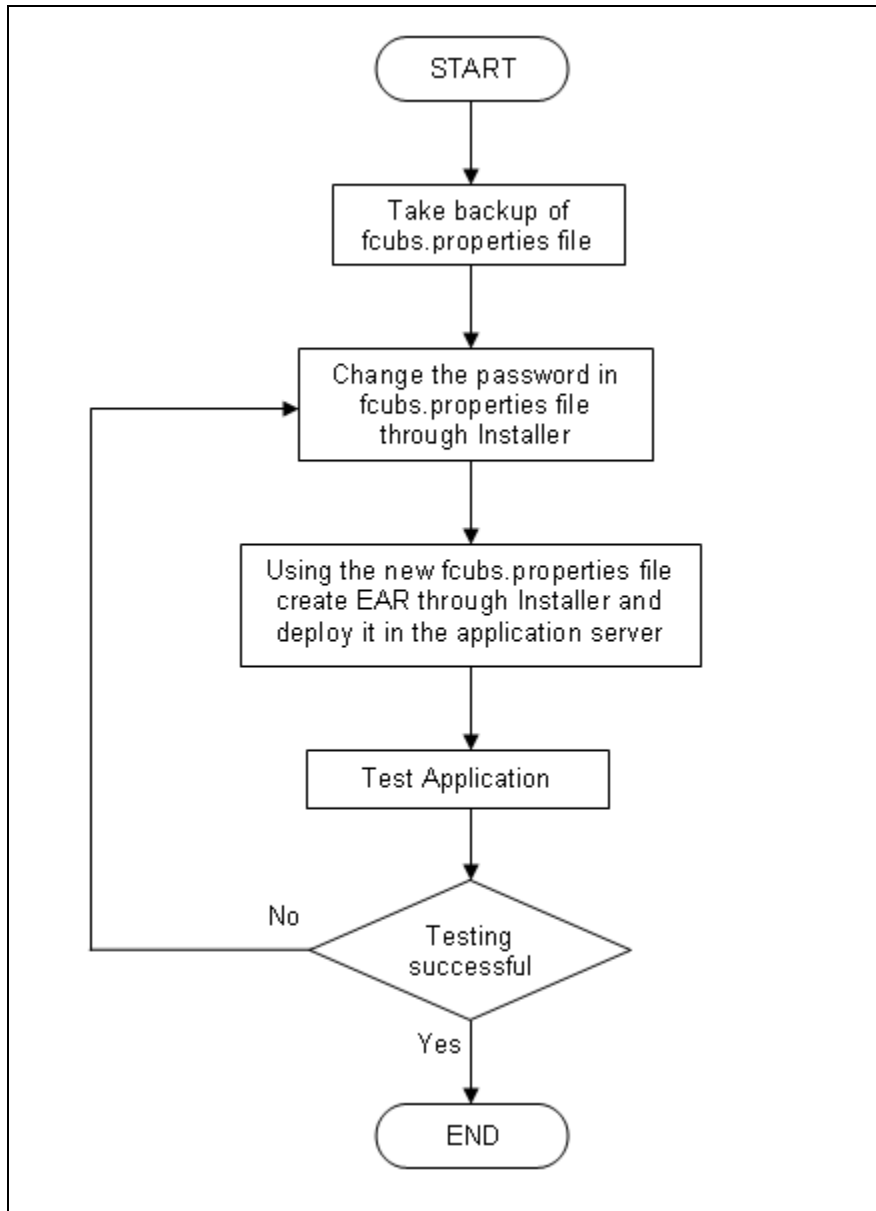 START
Take backup of
fcubs.properties file
Change the password in
fcubs.properties file
through Installer
Using the new fcubs.properties file
create EAR through Installer and
deploy it in the application server
Test Application
No
Testing
successful
Yes
END